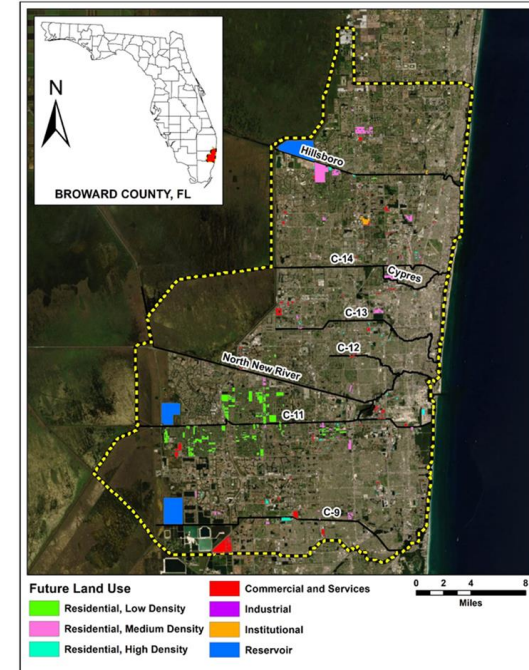 N
BROWARD COUNTY, FL
Hillsboro
C-14
Cypres
C-13
C-12
North New River
C-11
C-9
Future Land Use
Residential, Low Density
Residential, Medium Density
Residential, High Density
Commercial and Services
Industrial
Institutional
Reservoir
0 2 4 8
Miles